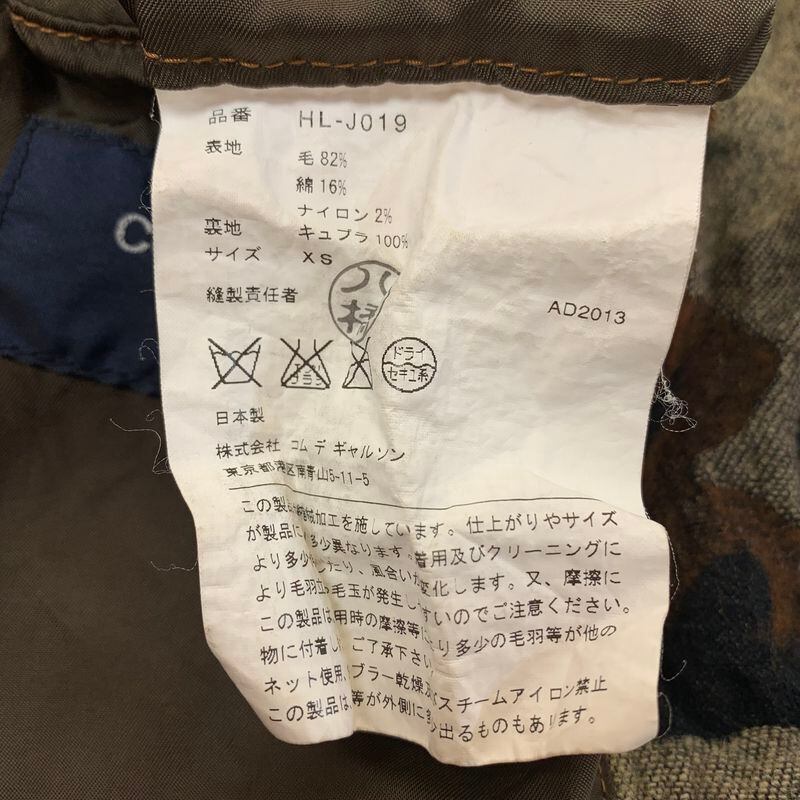 品番 HL-J019
表地 毛 82%
綿 16%
ナイロン 2%
裏地 キュプラ 100%
サイズ XS
縫製責任者
AD2013
ドライ
セキユ系
日本製
株式会社 コム デ ギャルソン
東京都港区南青山5-11-5
この製品 縮絨加工を施しています。仕上がりやサイズ
が製品に 多少異なります。着用及びクリーニングに
より多少 たり、風合いが変化します。又、摩擦に
より毛羽立 毛玉が発生し すいのでご注意ください。
この製品は 用時の摩擦等に り多少の毛羽等が他の
物に付着し ご了承下さい
ネット使用、 ブラー乾燥 スチームアイロン禁止
この製品は、 等が外側に 出るものもあります。
C